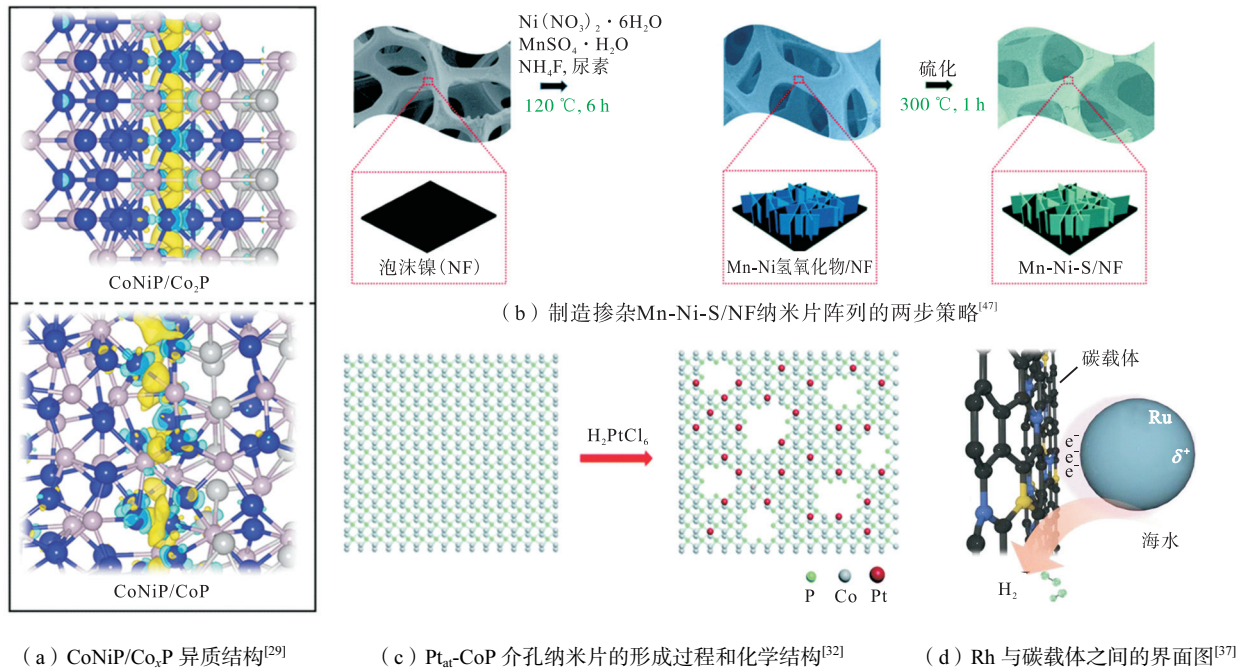 CoNiP/Co₂P
CoNiP/CoP
(a) CoNiP/CoₓP 异质结构[29]
Ni(NO₃)₂·6H₂O
MnSO₄·H₂O
NH₄F, 尿素
120 ℃, 6 h
硫化
300 ℃, 1 h
泡沫镍(NF)
Mn-Ni氢氧化物/NF
Mn-Ni-S/NF
(b) 制造掺杂Mn-Ni-S/NF纳米片阵列的两步策略[47]
H₂PtCl₆
P Co Pt
(c) Ptat-CoP 介孔纳米片的形成过程和化学结构[32]
碳载体
Ru
e⁻
e⁻
e⁻
δ⁺
海水
H₂
(d) Rh 与碳载体之间的界面图[37]